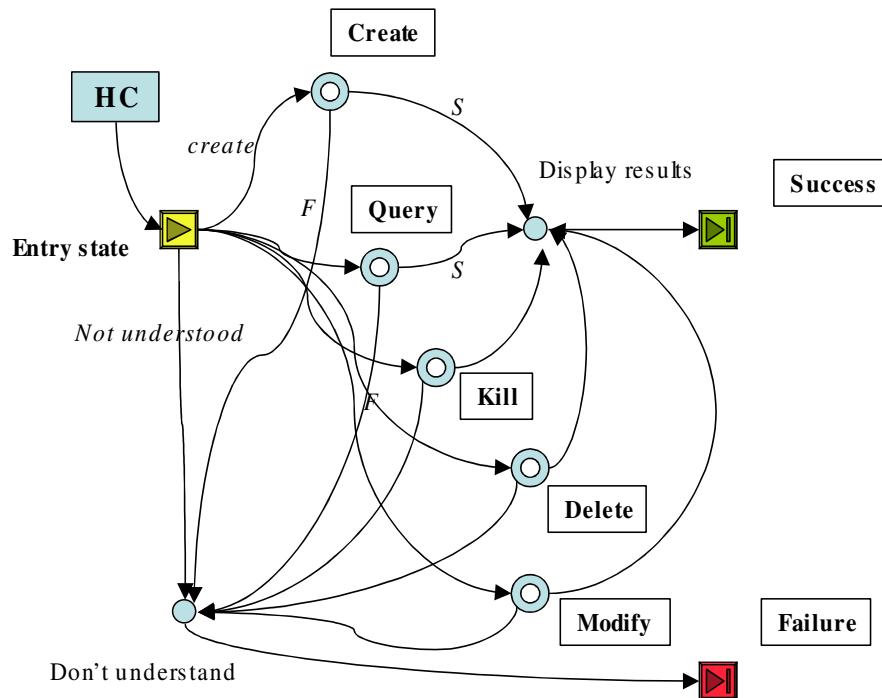 Create
HC
S
create
Display results
Success
F
Query
Entry state
S
Not understood
F
Kill
Delete
Modify
Failure
Don't understand